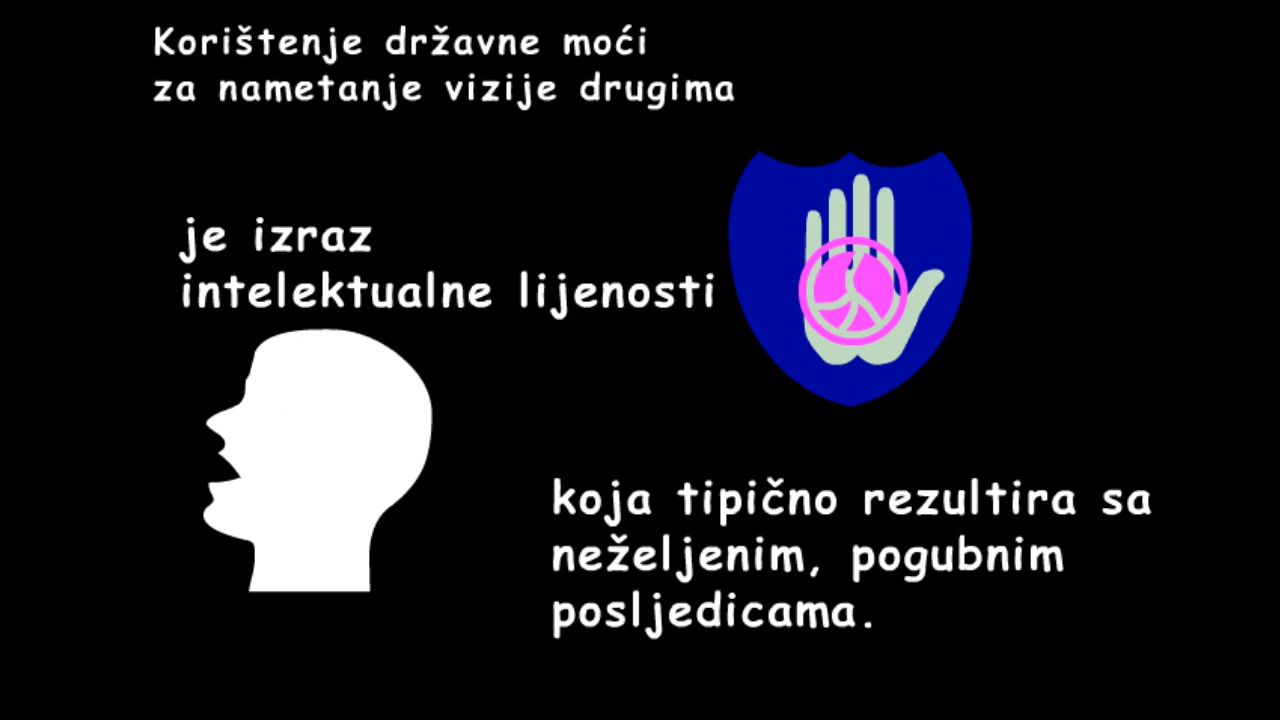 Korištenje državne moći
za nametanje vizije drugima
je izraz
intelektualne lijenosti
koja tipično rezultira sa
neželjenim, pogubnim
posljedicama.